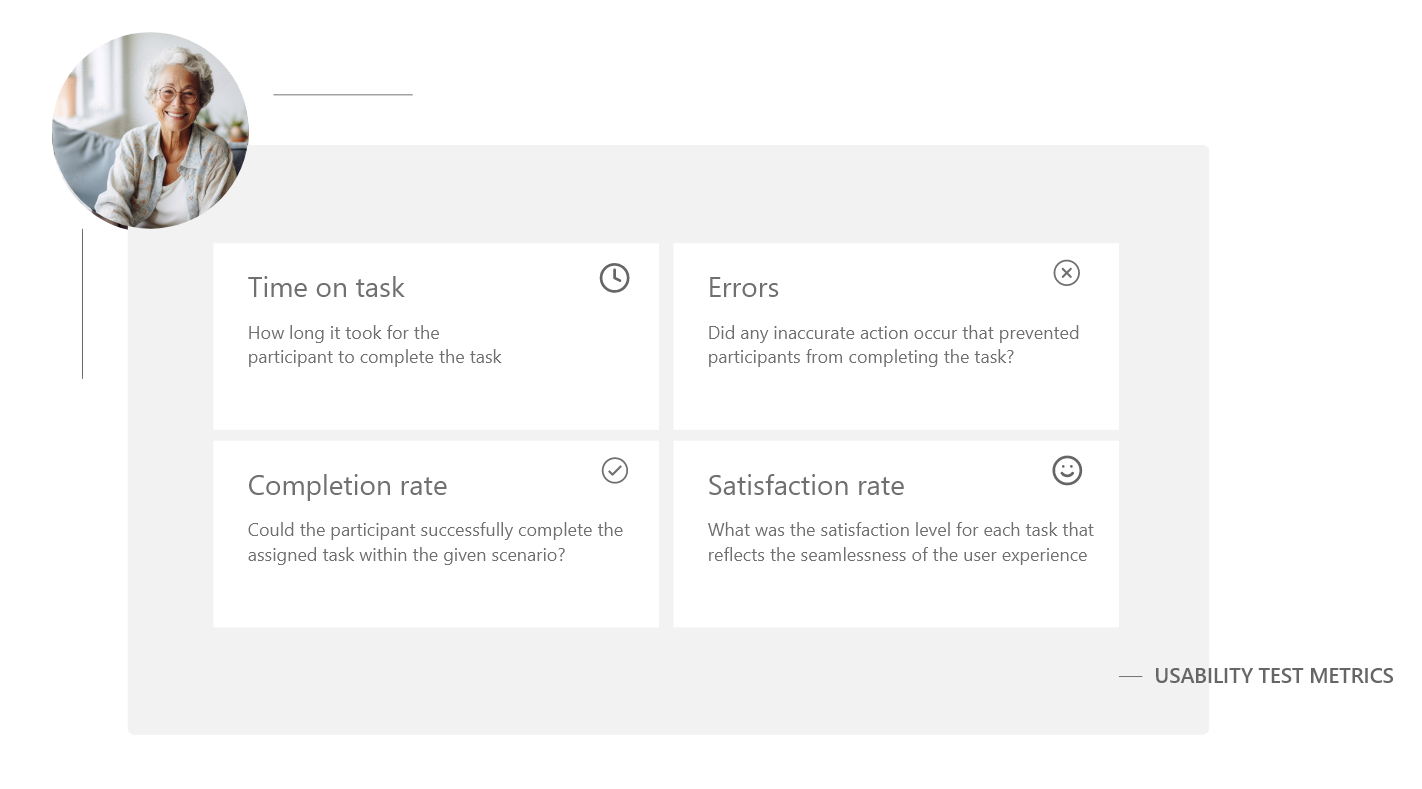 Time on task
How long it took for the
participant to complete the task
Errors
Did any inaccurate action occur that prevented
participants from completing the task?
Completion rate
Could the participant successfully complete the
assigned task within the given scenario?
Satisfaction rate
What was the satisfaction level for each task that
reflects the seamlessness of the user experience
USABILITY TEST METRICS